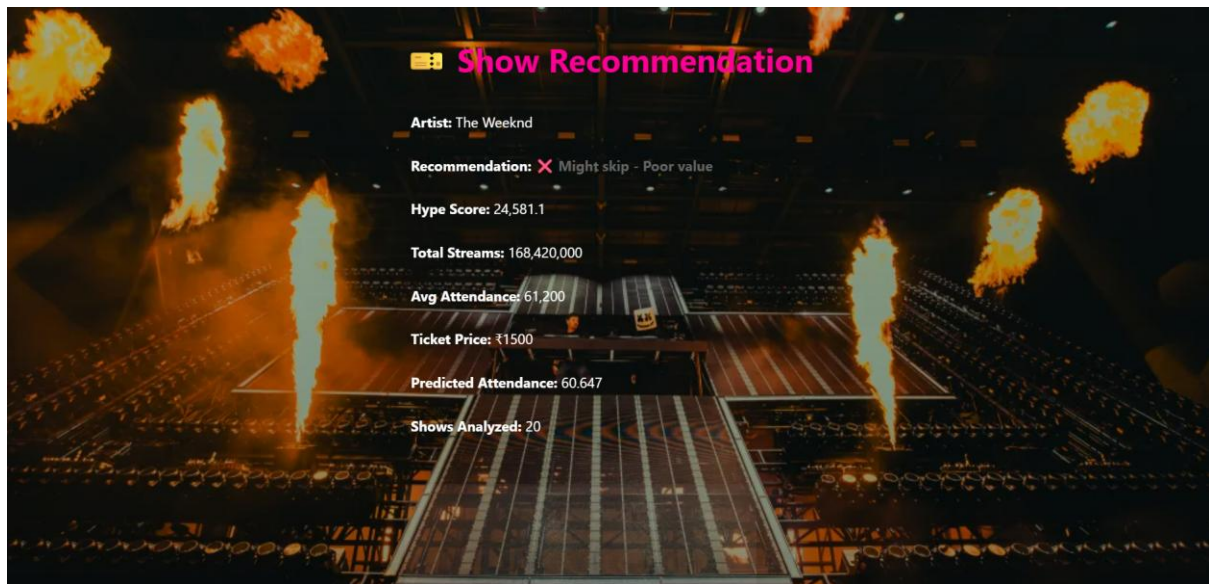 🎫 Show Recommendation
Artist: The Weeknd
Recommendation: ❌ Might skip - Poor value
Hype Score: 24,581.1
Total Streams: 168,420,000
Avg Attendance: 61,200
Ticket Price: ₹1500
Predicted Attendance: 60.647
Shows Analyzed: 20